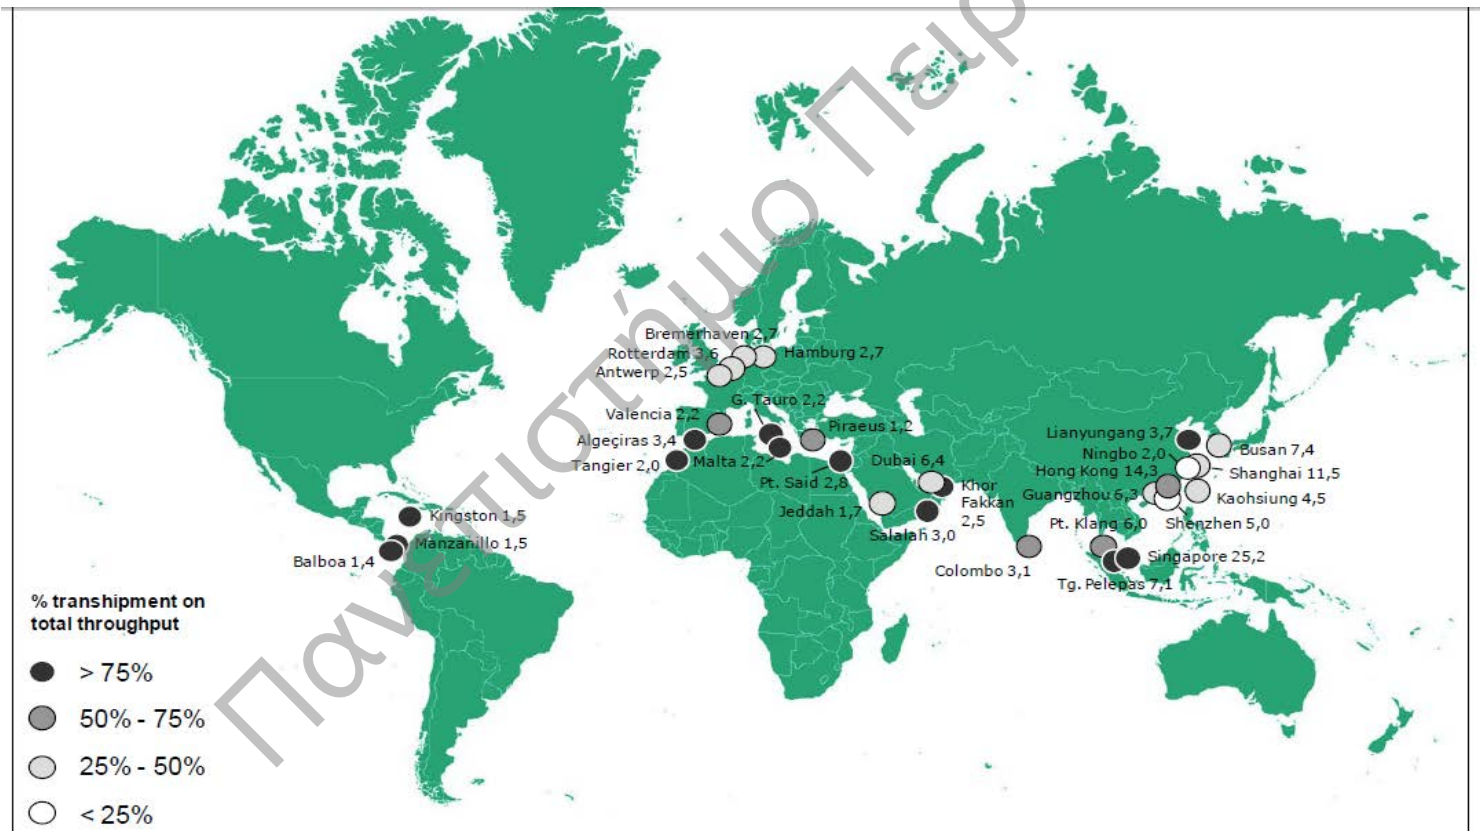 Πανεπιστήμιο Πειρ
Bremerhaven 2,7
Rotterdam 3,6
Hamburg 2,7
Antwerp 2,5
G. Tauro 2,2
Valencia 2,2
Piraeus 1,2
Algeçiras 3,4
Tangier 2,0
Malta 2,2
Pt. Said 2,8
Dubai 6,4
Khor
Fakkan
2,5
Jeddah 1,7
Salalah 3,0
Colombo 3,1
Lianyungang 3,7
Busan 7,4
Ningbo 2,0
Hong Kong 14,3
Shanghai 11,5
Guangzhou 6,3
Kaohsiung 4,5
Pt. Klang 6,0
Shenzhen 5,0
Singapore 25,2
Tg. Pelepas 7,1
Kingston 1,5
Manzanillo 1,5
Balboa 1,4
% transhipment on
total throughput
> 75%
50% - 75%
25% - 50%
< 25%